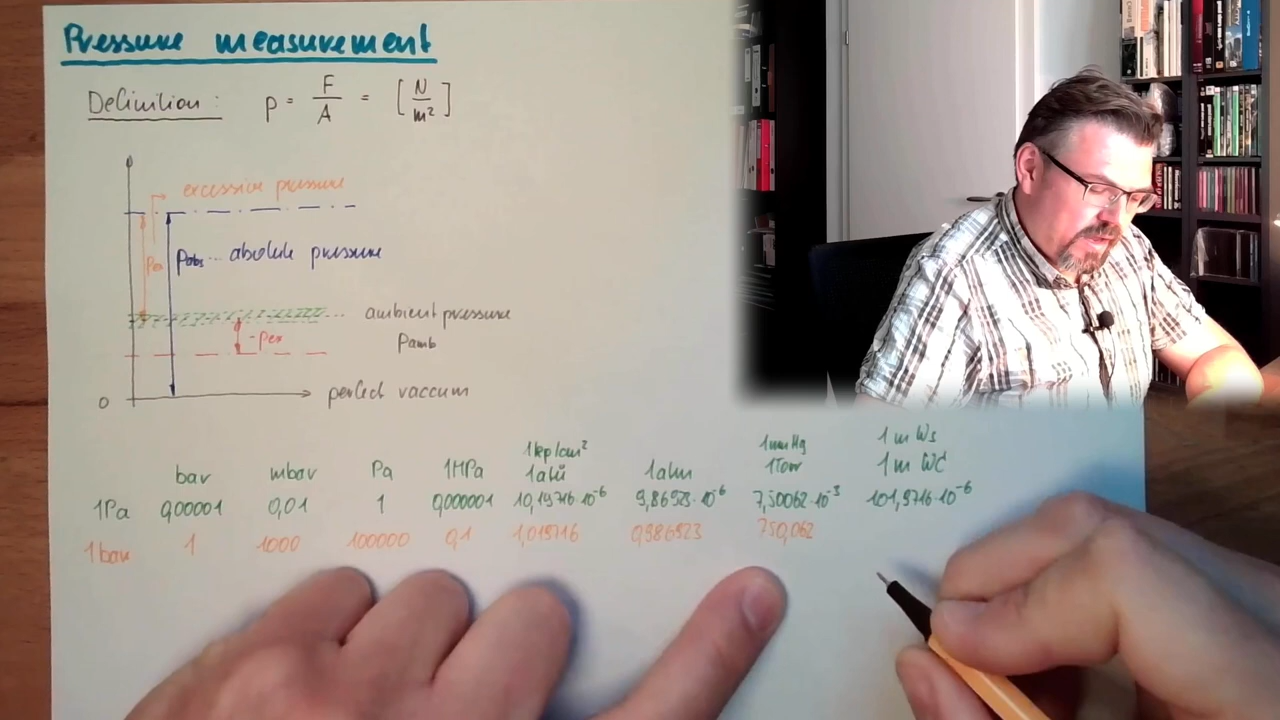 Pressure measurement
Definition: p = F/A = [N/m²]
excessive pressure
pex
pabs ... absolute pressure
ambient pressure
pamb
-pex
0
perfect vaccum
bar mbar Pa 1MPa 1kp/cm² 1atü 1atm 1mmHg 1Torr 1 m Ws 1 m WC
1Pa 0,00001 0,01 1 0,000001 10,19716·10⁻⁶ 9,86923·10⁻⁶ 7,50062·10⁻³ 101,9716·10⁻⁶
1bar 1 1000 100000 0,1 1,019716 0,986923 750,062